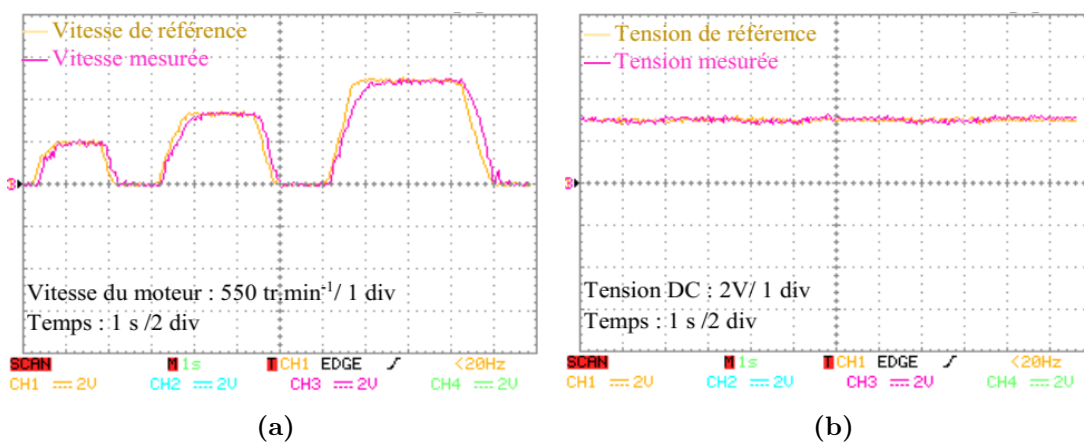 Vitesse de référence
Vitesse mesurée
3
Vitesse du moteur : 550 tr.min⁻¹/ 1 div
Temps : 1 s /2 div
SCAN M 1s T CH1 EDGE <20Hz
CH1 2V CH2 2V CH3 2V CH4 2V
(a)
Tension de référence
Tension mesurée
3
Tension DC : 2V/ 1 div
Temps : 1 s /2 div
SCAN M 1s T CH1 EDGE <20Hz
CH1 2V CH2 2V CH3 2V CH4 2V
(b)